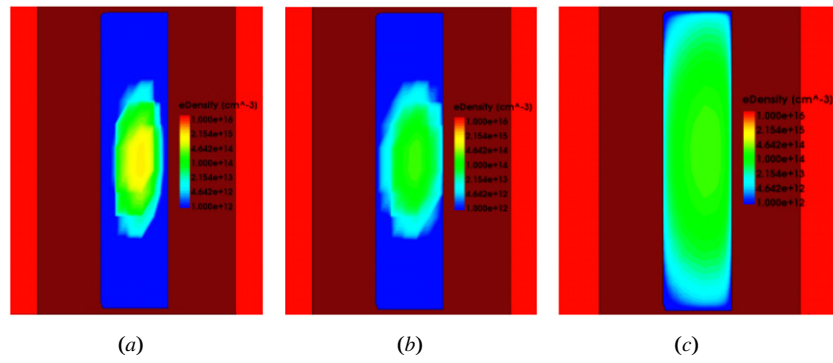 eDensity (cm^-3)
1.000e+16
2.154e+15
4.642e+14
1.000e+14
2.154e+13
4.642e+12
1.000e+12
eDensity (cm^-3)
1.000e+16
2.154e+15
4.642e+14
1.000e+14
2.154e+13
4.642e+12
1.000e+12
eDensity (cm^-3)
1.000e+15
2.154e+15
4.642e+14
1.000e+14
2.154e+13
4.642e+12
1.000e+12
(a) (b) (c)